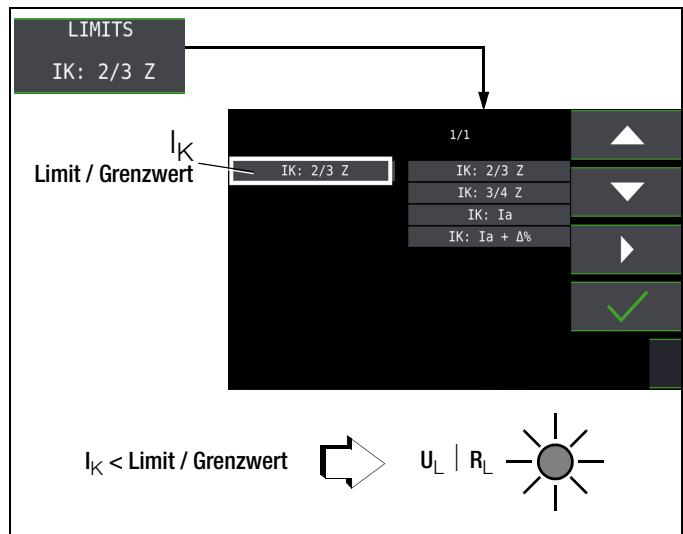 LIMITS
IK: 2/3 Z
1/1
IK
Limit / Grenzwert
IK: 2/3 Z
IK: 2/3 Z
IK: 3/4 Z
IK: Ia
IK: Ia + Δ%
IK < Limit / Grenzwert
UL | RL